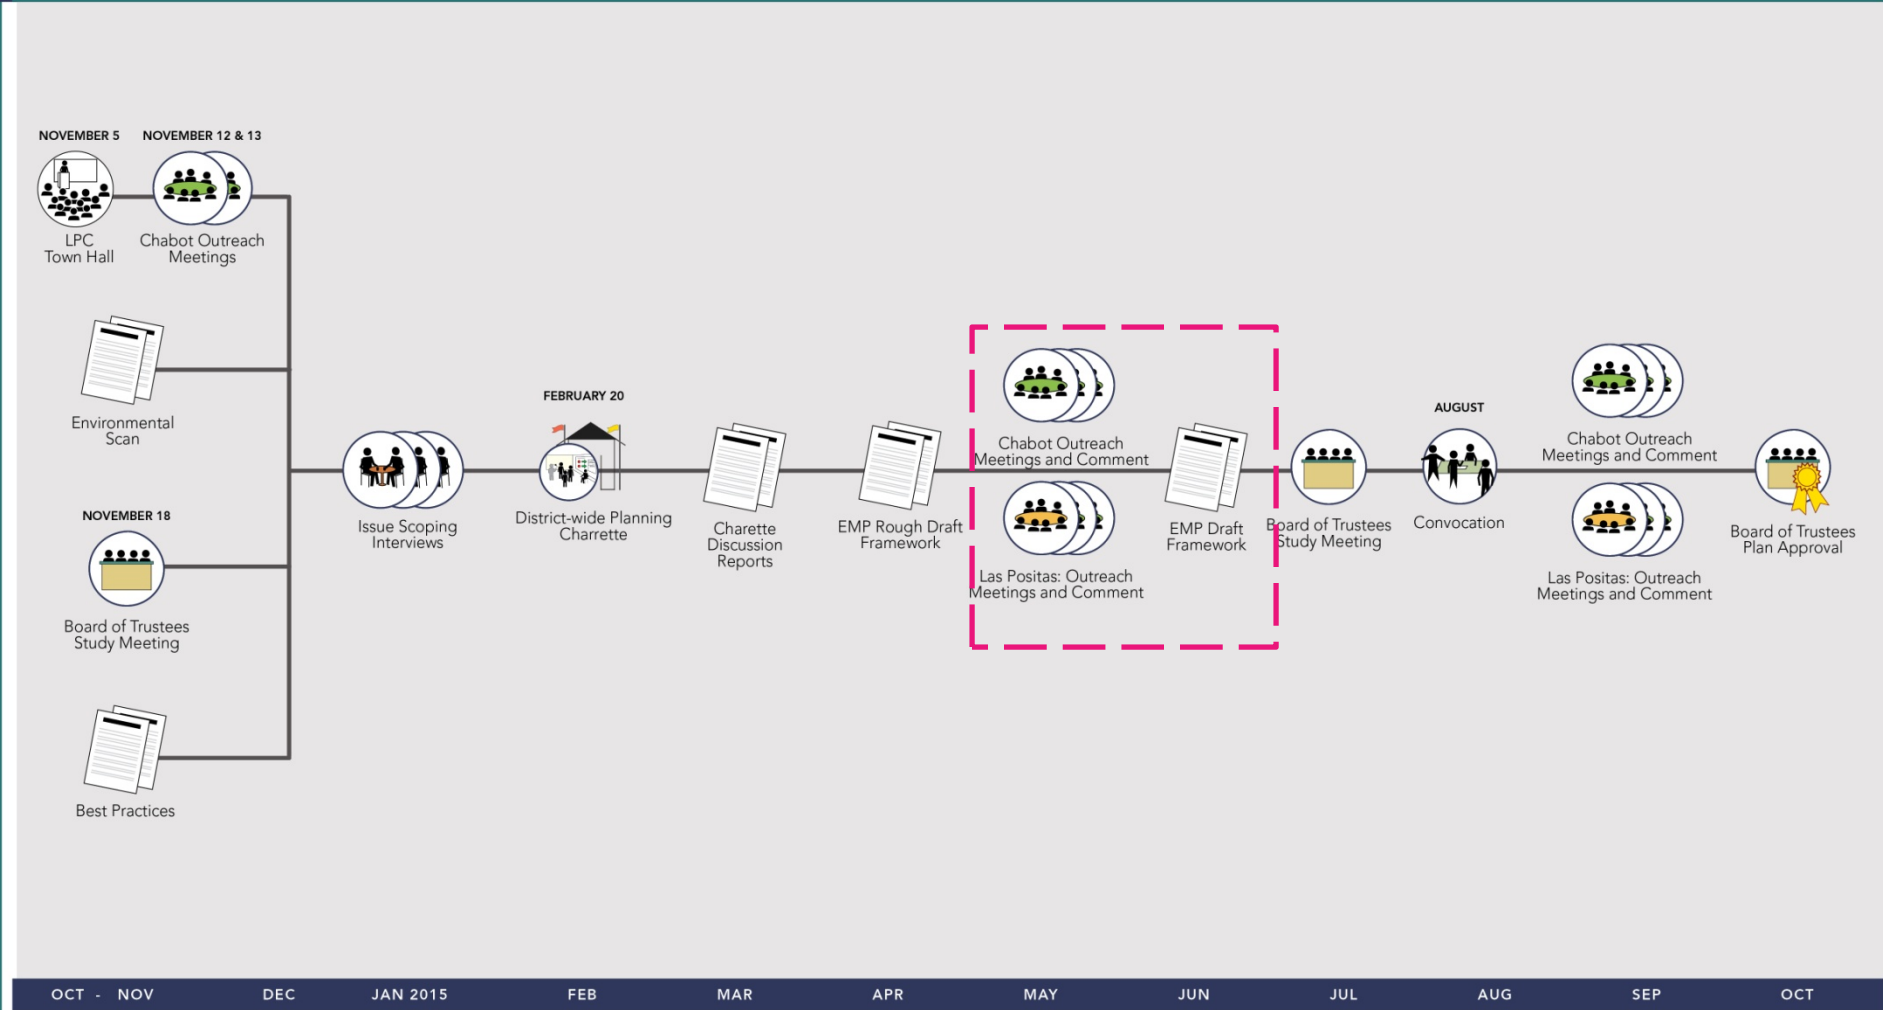 NOVEMBER 5
NOVEMBER 12 & 13
LPC
Town Hall
Chabot Outreach
Meetings
Environmental
Scan
NOVEMBER 18
Board of Trustees
Study Meeting
Best Practices
Issue Scoping
Interviews
FEBRUARY 20
District-wide Planning
Charrette
Charette
Discussion
Reports
EMP Rough Draft
Framework
Chabot Outreach
Meetings and Comment
Las Positas: Outreach
Meetings and Comment
EMP Draft
Framework
Board of Trustees
Study Meeting
AUGUST
Convocation
Chabot Outreach
Meetings and Comment
Las Positas: Outreach
Meetings and Comment
Board of Trustees
Plan Approval
OCT - NOV DEC JAN 2015 FEB MAR APR MAY JUN JUL AUG SEP OCT